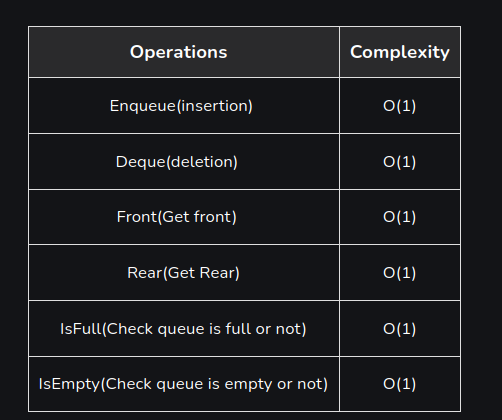 Operations Complexity
Enqueue(insertion) O(1)
Deque(deletion) O(1)
Front(Get front) O(1)
Rear(Get Rear) O(1)
IsFull(Check queue is full or not) O(1)
IsEmpty(Check queue is empty or not) O(1)